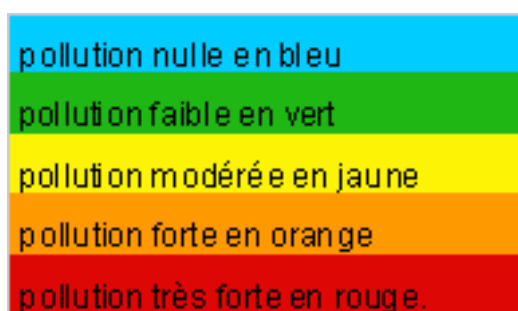 pollution nulle en bleu
pollution faible en vert
pollution modérée en jaune
pollution forte en orange
pollution très forte en rouge.